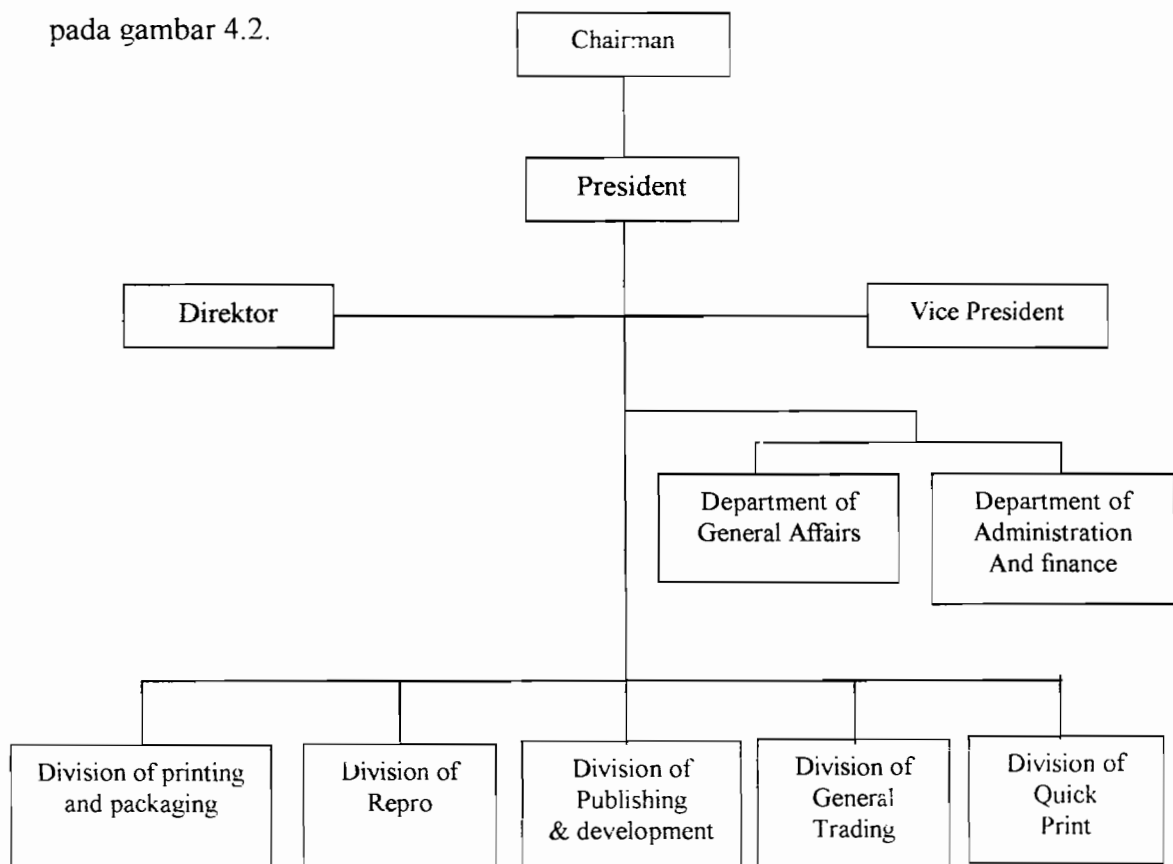 pada gambar 4.2.
Chairman
President
Direktor
Vice President
Department of
General Affairs
Department of
Administration
And finance
Division of printing
and packaging
Division of
Repro
Division of
Publishing
& development
Division of
General
Trading
Division of
Quick
Print